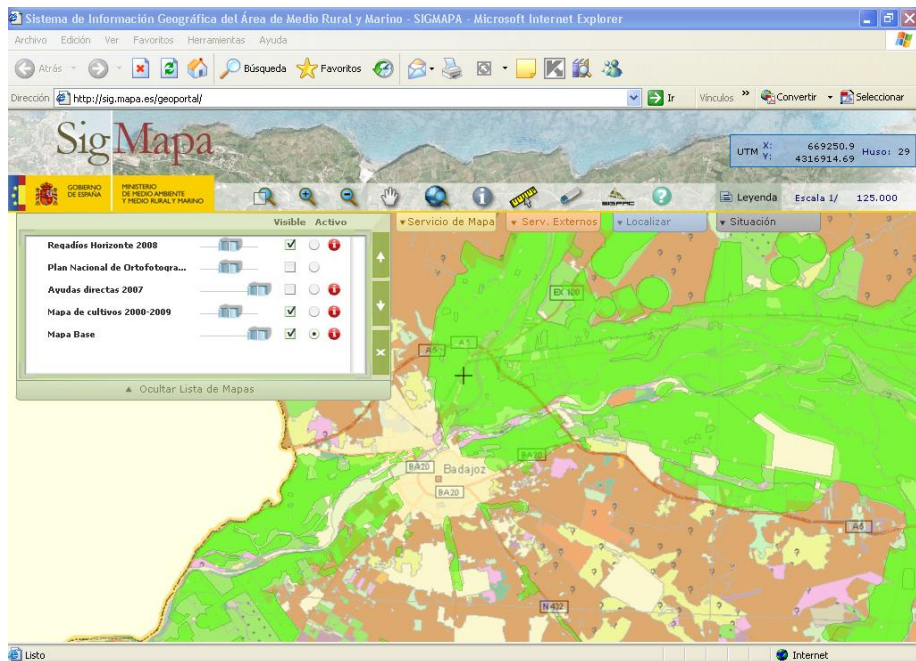 Sistema de Información Geográfica del Área de Medio Rural y Marino - SIGMAPA - Microsoft Internet Explorer
Archivo Edición Ver Favoritos Herramientas Ayuda
Atrás Búsqueda Favoritos
Dirección http://sig.mapa.es/geoportal/ Ir Vínculos » Convertir Seleccionar
SigMapa
UTM X: 669250.9 Huso: 29
Y: 4316914.69
GOBIERNO DE ESPAÑA
MINISTERIO DE MEDIO AMBIENTE Y MEDIO RURAL Y MARINO
SIGPAC
Leyenda Escala 1/ 125.000
Visible Activo
Servicio de Mapa Serv. Externos Localizar Situación
Regadíos Horizonte 2008
Plan Nacional de Ortofotogra...
Ayudas directas 2007
Mapa de cultivos 2000-2009
Mapa Base
Ocultar Lista de Mapas
EX 100
A5 A5
BA20 Badajoz BA20
BA20
A5
N432
Listo Internet